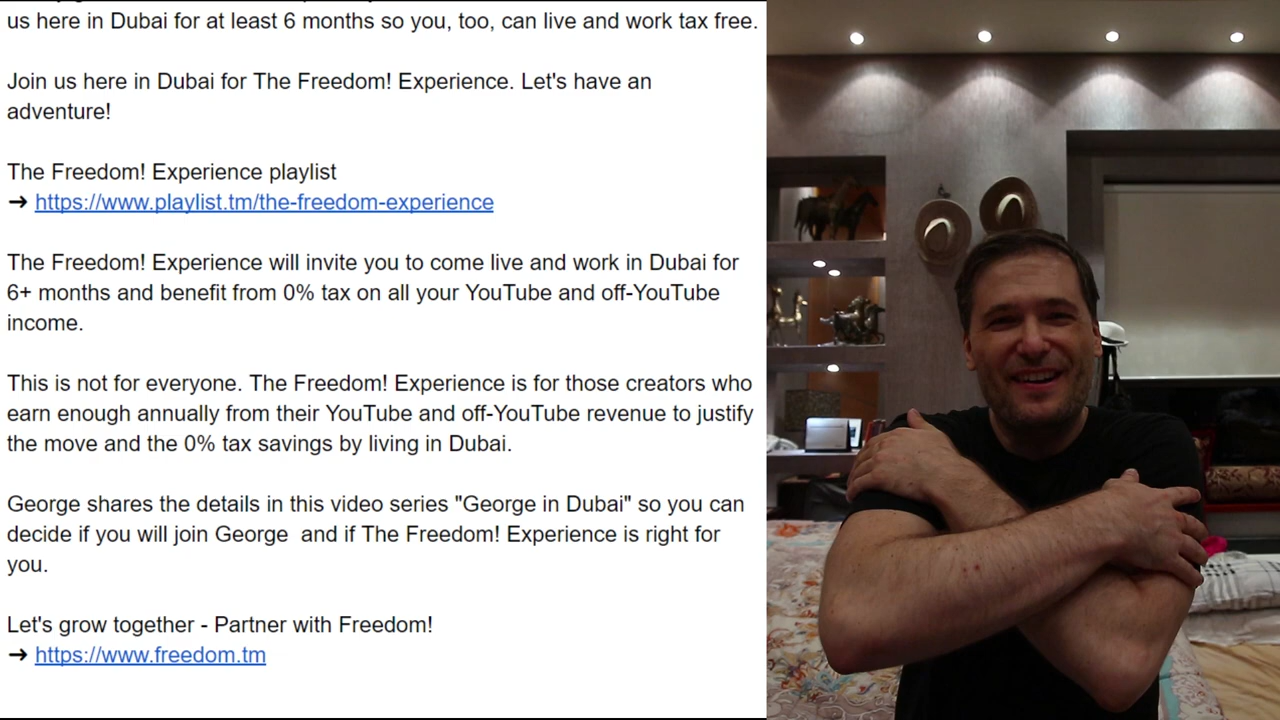 us here in Dubai for at least 6 months so you, too, can live and work tax free.
Join us here in Dubai for The Freedom! Experience. Let's have an
adventure!
The Freedom! Experience playlist
➜ https://www.playlist.tm/the-freedom-experience
The Freedom! Experience will invite you to come live and work in Dubai for
6+ months and benefit from 0% tax on all your YouTube and off-YouTube
income.
This is not for everyone. The Freedom! Experience is for those creators who
earn enough annually from their YouTube and off-YouTube revenue to justify
the move and the 0% tax savings by living in Dubai.
George shares the details in this video series "George in Dubai" so you can
decide if you will join George  and if The Freedom! Experience is right for
you.
Let's grow together - Partner with Freedom!
➜ https://www.freedom.tm